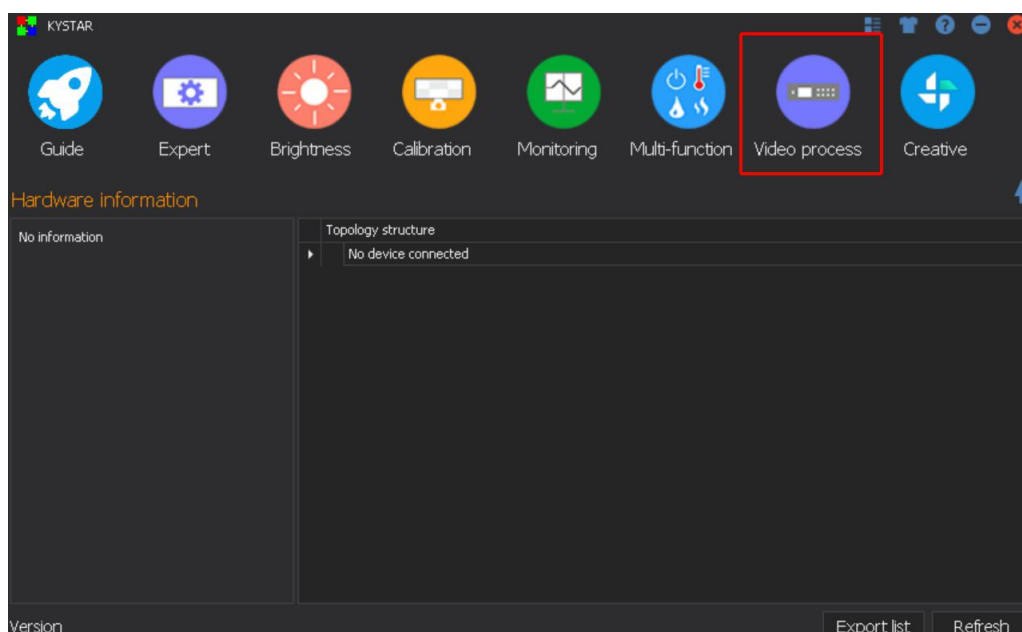 KYSTAR
Guide Expert Brightness Calibration Monitoring Multi-function Video process Creative
Hardware information
No information
Topology structure
No device connected
Version
Export list Refresh